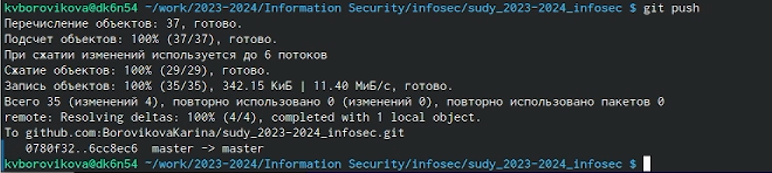 kvborovikova@dk6n54 ~/work/2023-2024/Information Security/infosec/sudy_2023-2024_infosec $ git push
Перечисление объектов: 37, готово.
Подсчет объектов: 100% (37/37), готово.
При сжатии изменений используется до 6 потоков
Сжатие объектов: 100% (29/29), готово.
Запись объектов: 100% (35/35), 342.15 КиБ | 11.40 МиБ/с, готово.
Всего 35 (изменений 4), повторно использовано 0 (изменений 0), повторно использовано пакетов 0
remote: Resolving deltas: 100% (4/4), completed with 1 local object.
To github.com:BorovikovaKarina/sudy_2023-2024_infosec.git
0780f32..6cc8ec6  master -> master
kvborovikova@dk6n54 ~/work/2023-2024/Information Security/infosec/sudy_2023-2024_infosec $